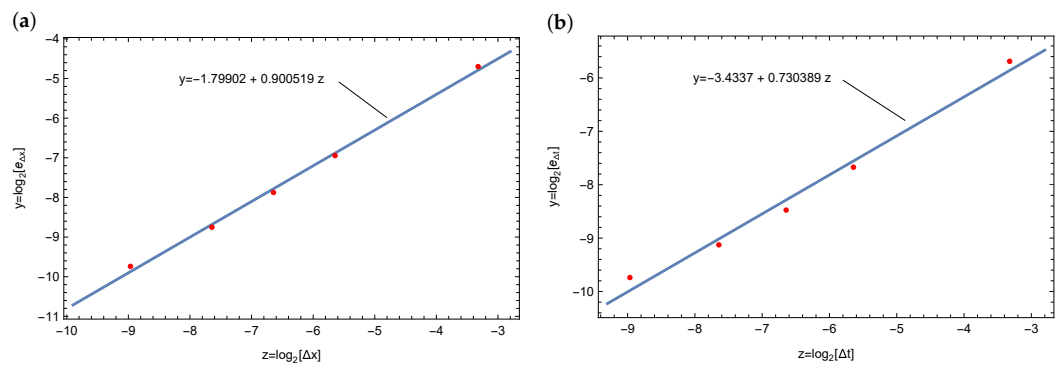 (a)
y=−1.79902 + 0.900519 z
y=log2[eΔx]
−4
−5
−6
−7
−8
−9
−10
−11
−10 −9 −8 −7 −6 −5 −4 −3
z=log2[Δx]
(b)
y=−3.4337 + 0.730389 z
y=log2[eΔt]
−6
−7
−8
−9
−10
−9 −8 −7 −6 −5 −4 −3
z=log2[Δt]